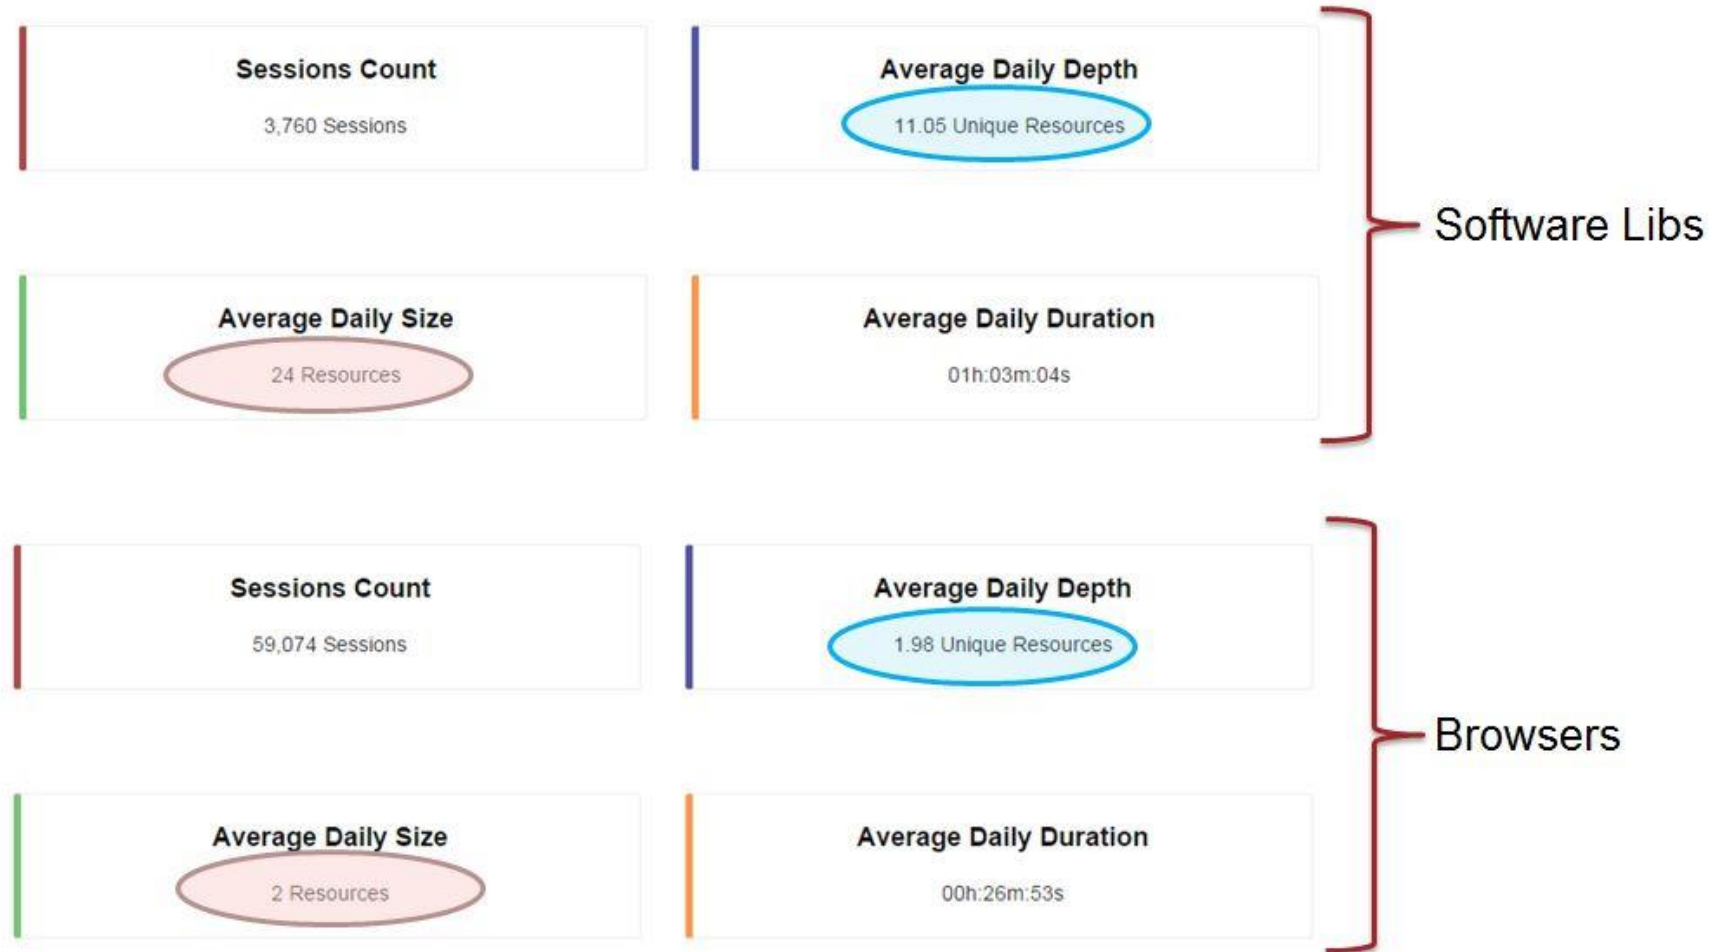 Sessions Count
3,760 Sessions
Average Daily Depth
11.05 Unique Resources
Average Daily Size
24 Resources
Average Daily Duration
01h:03m:04s
Software Libs
Sessions Count
59,074 Sessions
Average Daily Depth
1.98 Unique Resources
Average Daily Size
2 Resources
Average Daily Duration
00h:26m:53s
Browsers